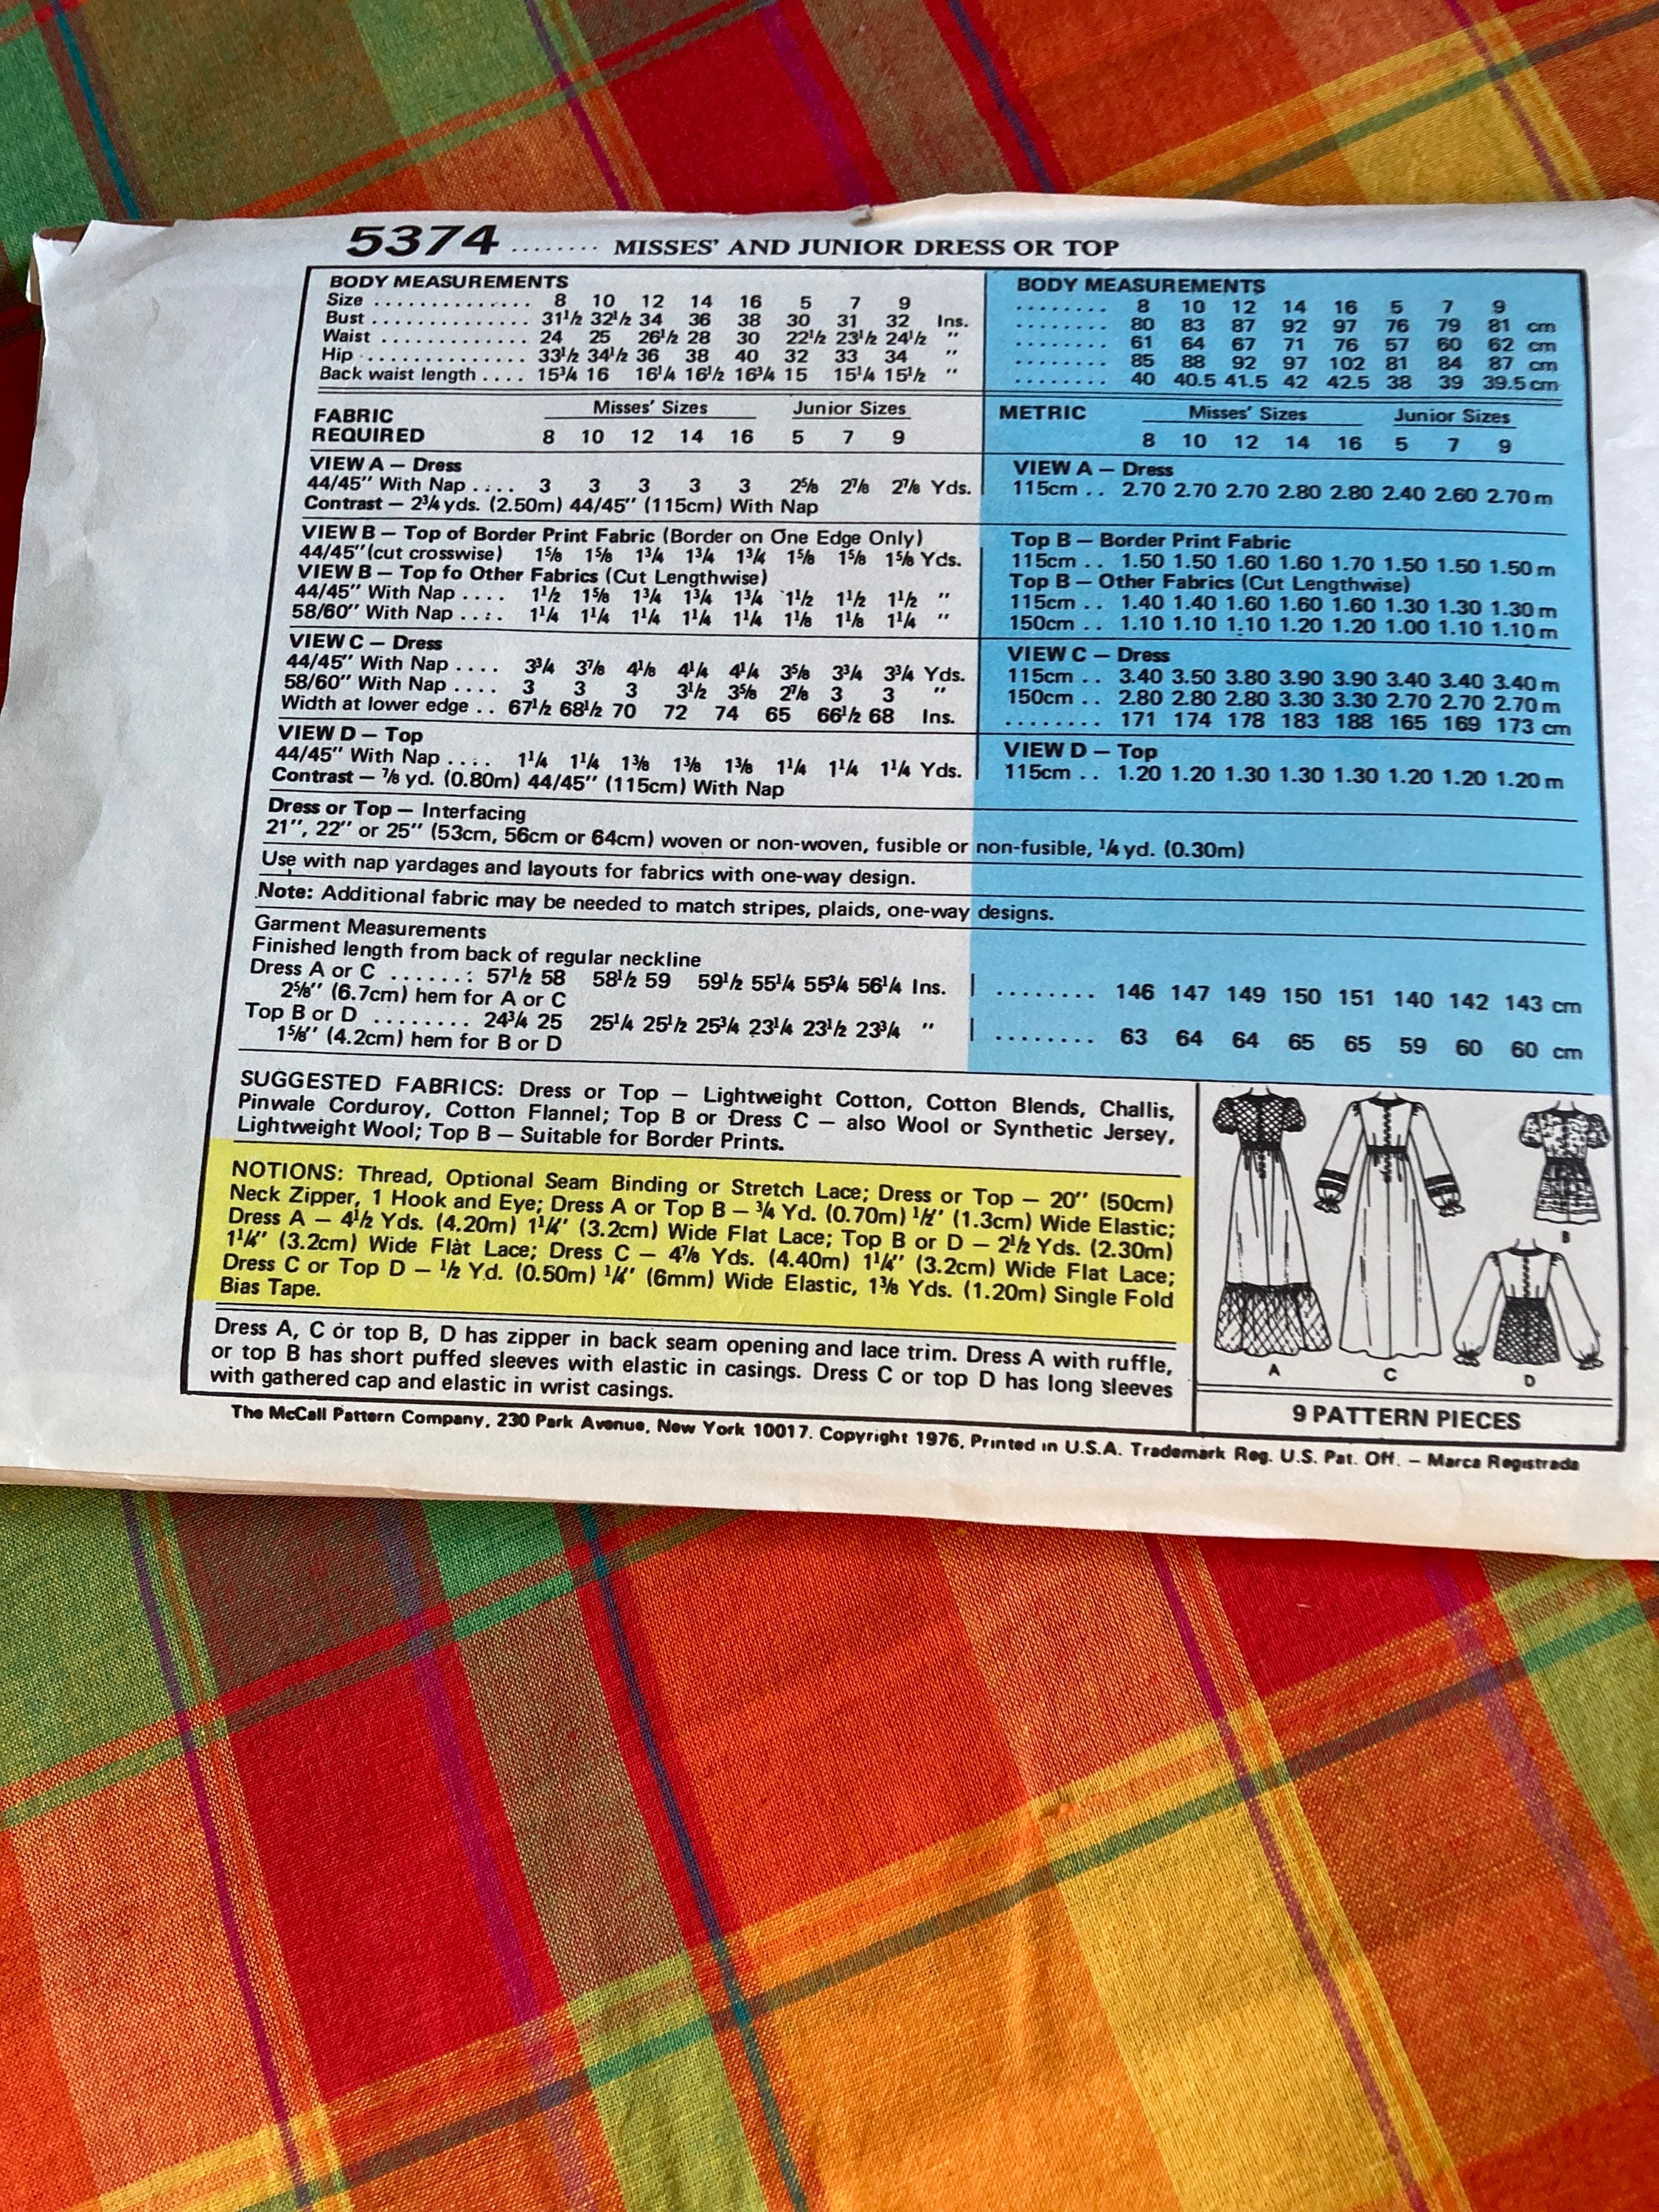 5374 ........ MISSES' AND JUNIOR DRESS OR TOP
BODY MEASUREMENTS
Size .............. 8 10 12 14 16 5 7 9
Bust .............. 31½ 32½ 34 36 38 30 31 32 Ins.
Waist ............. 24 25 26½ 28 30 22½ 23½ 24½ "
Hip ............... 33½ 34½ 36 38 40 32 33 34 "
Back waist length .... 15¾ 16 16¼ 16½ 16¾ 15 15¼ 15½ "
BODY MEASUREMENTS
........ 8 10 12 14 16 5 7 9
........ 80 83 87 92 97 76 79 81 cm
........ 61 64 67 71 76 57 60 62 cm
........ 85 88 92 97 102 81 84 87 cm
........ 40 40.5 41.5 42 42.5 38 39 39.5 cm
FABRIC Misses' Sizes Junior Sizes
REQUIRED 8 10 12 14 16 5 7 9
METRIC Misses' Sizes Junior Sizes
8 10 12 14 16 5 7 9
VIEW A — Dress
44/45" With Nap .... 3 3 3 3 3 2⅝ 2⅞ 2⅞ Yds.
Contrast — 2¾ yds. (2.50m) 44/45" (115cm) With Nap
VIEW A — Dress
115cm .. 2.70 2.70 2.70 2.80 2.80 2.40 2.60 2.70 m
VIEW B — Top of Border Print Fabric (Border on One Edge Only)
44/45" (cut crosswise) 1⅝ 1⅝ 1¾ 1¾ 1¾ 1⅝ 1⅝ 1⅝ Yds.
VIEW B — Top fo Other Fabrics (Cut Lengthwise)
44/45" With Nap .... 1½ 1⅝ 1¾ 1¾ 1¾ 1½ 1½ 1½ "
58/60" With Nap .... 1¼ 1¼ 1¼ 1¼ 1¼ 1⅛ 1⅛ 1¼ "
Top B — Border Print Fabric
115cm .. 1.50 1.50 1.60 1.60 1.70 1.50 1.50 1.50 m
Top B — Other Fabrics (Cut Lengthwise)
115cm .. 1.40 1.40 1.60 1.60 1.60 1.30 1.30 1.30 m
150cm .. 1.10 1.10 1.10 1.20 1.20 1.00 1.10 1.10 m
VIEW C — Dress
44/45" With Nap .... 3¾ 3⅞ 4⅛ 4¼ 4¼ 3⅝ 3¾ 3¾ Yds.
58/60" With Nap .... 3 3 3 3½ 3⅝ 2⅞ 3 3 "
Width at lower edge .. 67½ 68½ 70 72 74 65 66½ 68 Ins.
VIEW C — Dress
115cm .. 3.40 3.50 3.80 3.90 3.90 3.40 3.40 3.40 m
150cm .. 2.80 2.80 2.80 3.30 3.30 2.70 2.70 2.70 m
........ 171 174 178 183 188 165 169 173 cm
VIEW D — Top
44/45" With Nap .... 1¼ 1¼ 1⅜ 1⅜ 1⅜ 1¼ 1¼ 1¼ Yds.
Contrast — ⅞ yd. (0.80m) 44/45" (115cm) With Nap
VIEW D — Top
115cm .. 1.20 1.20 1.30 1.30 1.30 1.20 1.20 1.20 m
Dress or Top — Interfacing
21", 22" or 25" (53cm, 56cm or 64cm) woven or non-woven, fusible or non-fusible, ¼ yd. (0.30m)
Use with nap yardages and layouts for fabrics with one-way design.
Note: Additional fabric may be needed to match stripes, plaids, one-way designs.
Garment Measurements
Finished length from back of regular neckline
Dress A or C ....... 57½ 58 58½ 59 59½ 55¼ 55¾ 56¼ Ins.
2⅝" (6.7cm) hem for A or C
Top B or D ........ 24¾ 25 25¼ 25½ 25¾ 23¼ 23½ 23¾ "
1⅝" (4.2cm) hem for B or D
........ 146 147 149 150 151 140 142 143 cm
........ 63 64 64 65 65 59 60 60 cm
SUGGESTED FABRICS: Dress or Top — Lightweight Cotton, Cotton Blends, Challis,
Pinwale Corduroy, Cotton Flannel; Top B or Dress C — also Wool or Synthetic Jersey,
Lightweight Wool; Top B — Suitable for Border Prints.
NOTIONS: Thread, Optional Seam Binding or Stretch Lace; Dress or Top — 20" (50cm)
Neck Zipper, 1 Hook and Eye; Dress A or Top B — ¾ Yd. (0.70m) ½" (1.3cm) Wide Elastic;
Dress A — 4½ Yds. (4.20m) 1¼" (3.2cm) Wide Flat Lace; Top B or D — 2½ Yds. (2.30m)
1¼" (3.2cm) Wide Flat Lace; Dress C — 4⅞ Yds. (4.40m) 1¼" (3.2cm) Wide Flat Lace;
Dress C or Top D — ½ Yd. (0.50m) ¼" (6mm) Wide Elastic, 1⅜ Yds. (1.20m) Single Fold
Bias Tape.
Dress A, C or top B, D has zipper in back seam opening and lace trim. Dress A with ruffle,
or top B has short puffed sleeves with elastic in casings. Dress C or top D has long sleeves
with gathered cap and elastic in wrist casings.
A
C
B
D
9 PATTERN PIECES
The McCall Pattern Company, 230 Park Avenue, New York 10017. Copyright 1976, Printed in U.S.A. Trademark Reg. U.S. Pat. Off. — Marca Registrada